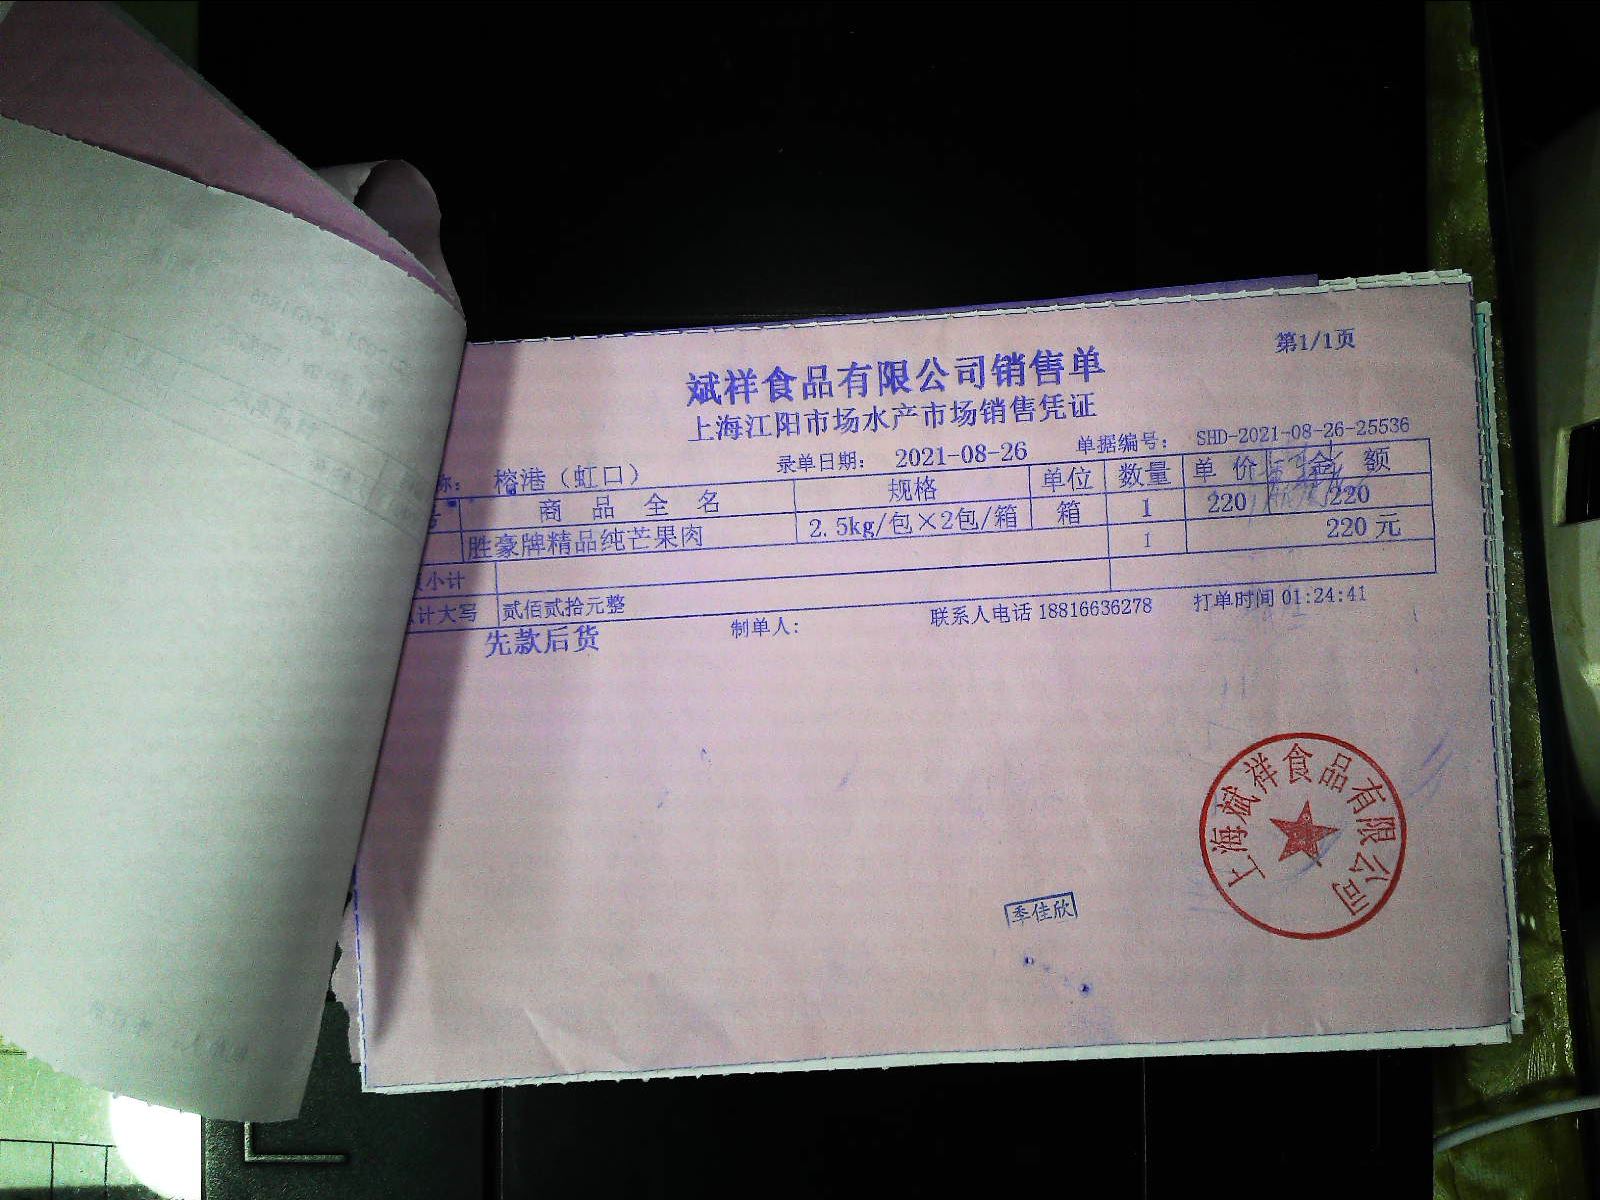 第1/1页
斌祥食品有限公司销售单
上海江阳市场水产市场销售凭证
称: 榕港（虹口） 录单日期: 2021-08-26 单据编号: SHD-2021-08-26-25536
号 商品全名 规格 单位 数量 单价 金额
胜豪牌精品纯芒果肉 2.5kg/包×2包/箱 箱 1 220 220
小计 1 220元
计大写 贰佰贰拾元整
先款后货 制单人: 联系人电话 18816636278 打单时间 01:24:41
上海斌祥食品有限公司
季佳欣